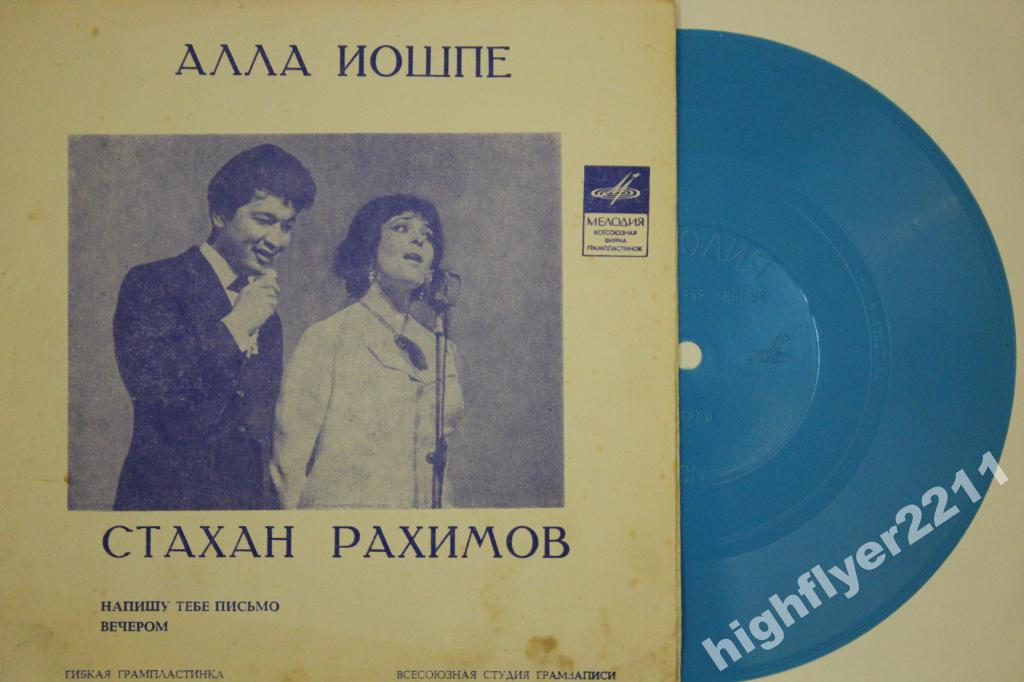 АЛЛА ИОШПЕ
МЕЛОДИЯ
ВСЕСОЮЗНАЯ
ФИРМА
ГРАМПЛАСТИНОК
СТАХАН РАХИМОВ
НАПИШУ ТЕБЕ ПИСЬМО
ВЕЧЕРОМ
ГИБКАЯ ГРАМПЛАСТИНКА
ВСЕСОЮЗНАЯ СТУДИЯ ГРАМЗАПИСИ
highflyer2211